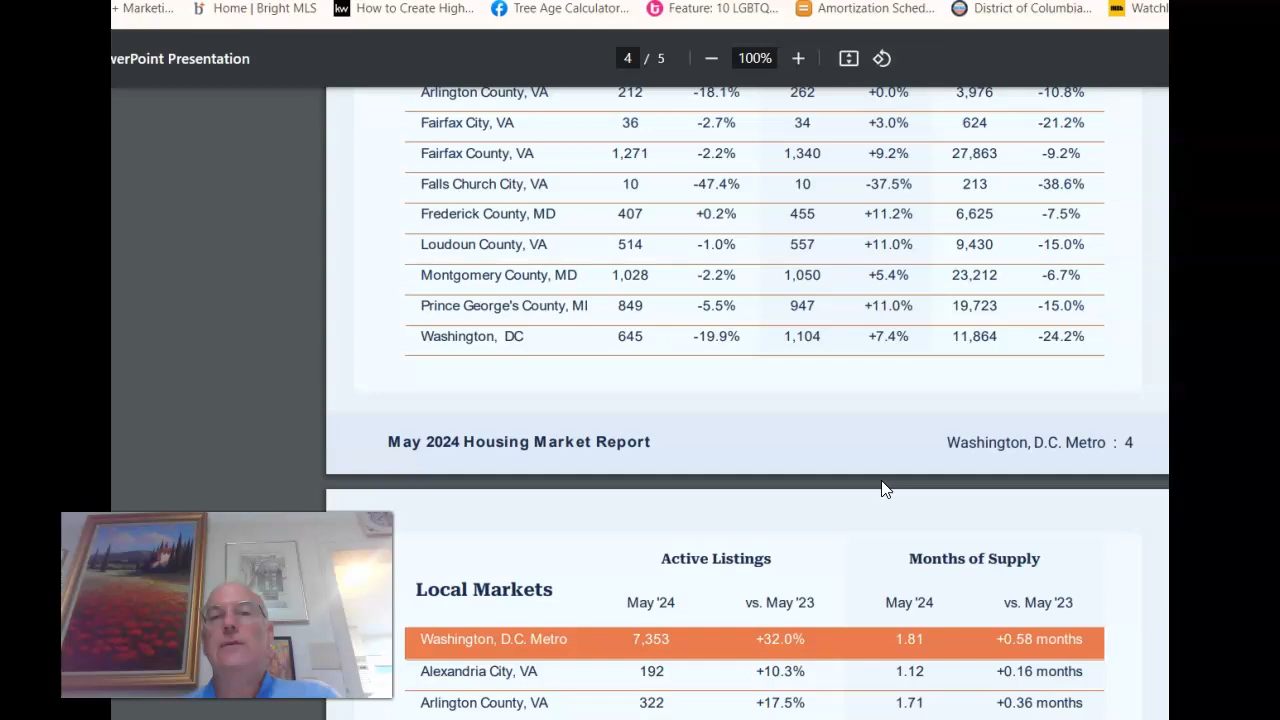 + Marketi... Home | Bright MLS How to Create High... Tree Age Calculator... Feature: 10 LGBTQ... Amortization Sched... District of Columbia... Watchl
werPoint Presentation 4 / 5 100%
Arlington County, VA 212 -18.1% 262 +0.0% 3,976 -10.8%
Fairfax City, VA 36 -2.7% 34 +3.0% 624 -21.2%
Fairfax County, VA 1,271 -2.2% 1,340 +9.2% 27,863 -9.2%
Falls Church City, VA 10 -47.4% 10 -37.5% 213 -38.6%
Frederick County, MD 407 +0.2% 455 +11.2% 6,625 -7.5%
Loudoun County, VA 514 -1.0% 557 +11.0% 9,430 -15.0%
Montgomery County, MD 1,028 -2.2% 1,050 +5.4% 23,212 -6.7%
Prince George's County, MI 849 -5.5% 947 +11.0% 19,723 -15.0%
Washington, DC 645 -19.9% 1,104 +7.4% 11,864 -24.2%
May 2024 Housing Market Report Washington, D.C. Metro : 4
Active Listings Months of Supply
Local Markets
May '24 vs. May '23 May '24 vs. May '23
Washington, D.C. Metro 7,353 +32.0% 1.81 +0.58 months
Alexandria City, VA 192 +10.3% 1.12 +0.16 months
Arlington County, VA 322 +17.5% 1.71 +0.36 months